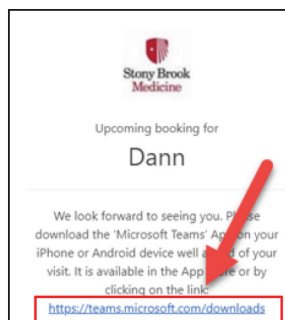 Stony Brook
Medicine
Upcoming booking for
Dann
We look forward to seeing you.
download the 'Microsoft Teams' your
iPhone or Android device well of your
visit. It is available in the App or by
clicking on the link:
https://teams.microsoft.com/downloads